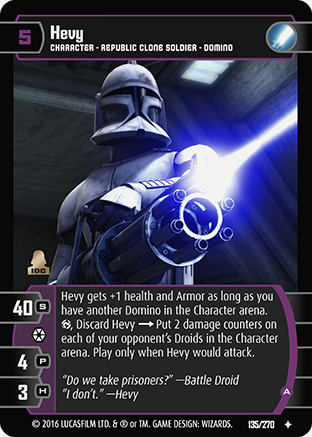 5 Hevy
CHARACTER - REPUBLIC CLONE SOLDIER - DOMINO
IDC
40 S
4 P
3 H
Hevy gets +1 health and Armor as long as you
have another Domino in the Character arena.
, Discard Hevy → Put 2 damage counters on
each of your opponent's Droids in the Character
arena. Play only when Hevy would attack.
“Do we take prisoners?” —Battle Droid
“I don't.” —Hevy
A
© 2016 LUCASFILM LTD. & ® or TM. GAME DESIGN: WIZARDS. 135/270